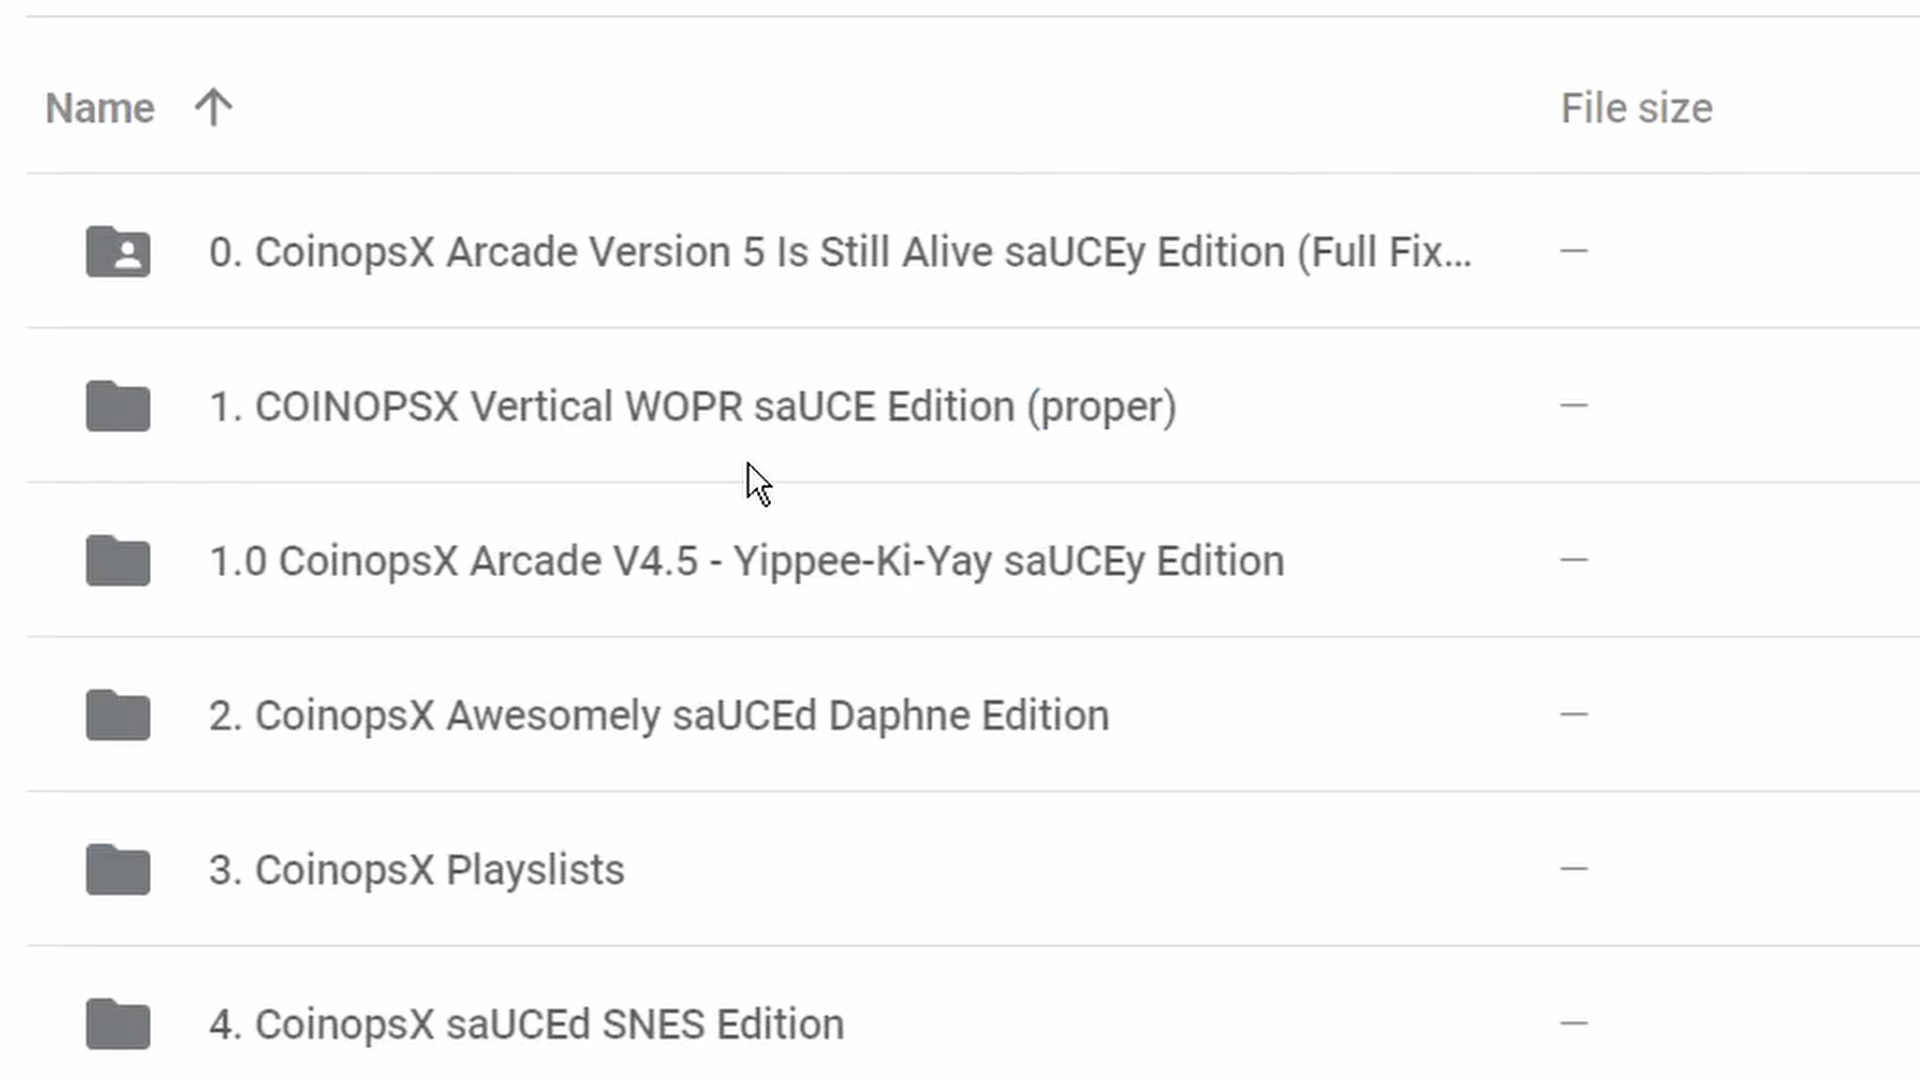 Name
File size
0. CoinopsX Arcade Version 5 Is Still Alive saUCEy Edition (Full Fix...
—
1. COINOPSX Vertical WOPR saUCE Edition (proper)
—
1.0 CoinopsX Arcade V4.5 - Yippee-Ki-Yay saUCEy Edition
—
2. CoinopsX Awesomely saUCEd Daphne Edition
—
3. CoinopsX Playslists
—
4. CoinopsX saUCEd SNES Edition
—